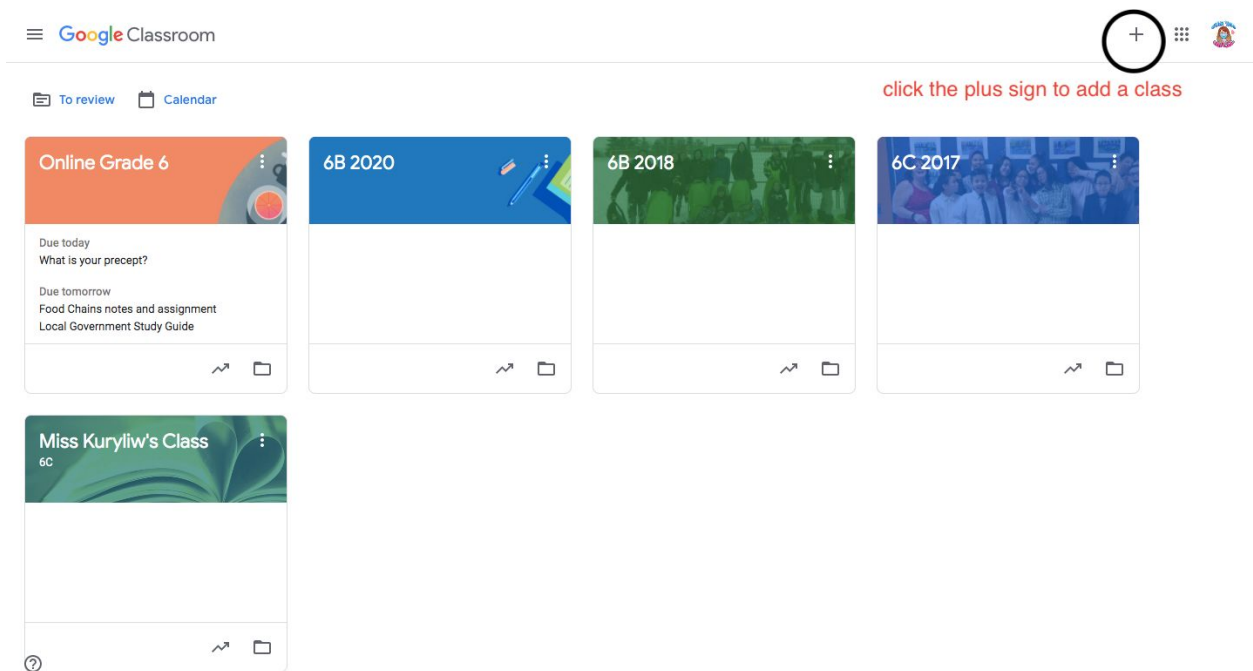 Google Classroom
click the plus sign to add a class
To review
Calendar
Online Grade 6
6B 2020
6B 2018
6C 2017
Due today
What is your precept?
Due tomorrow
Food Chains notes and assignment
Local Government Study Guide
Miss Kuryliw's Class
6C